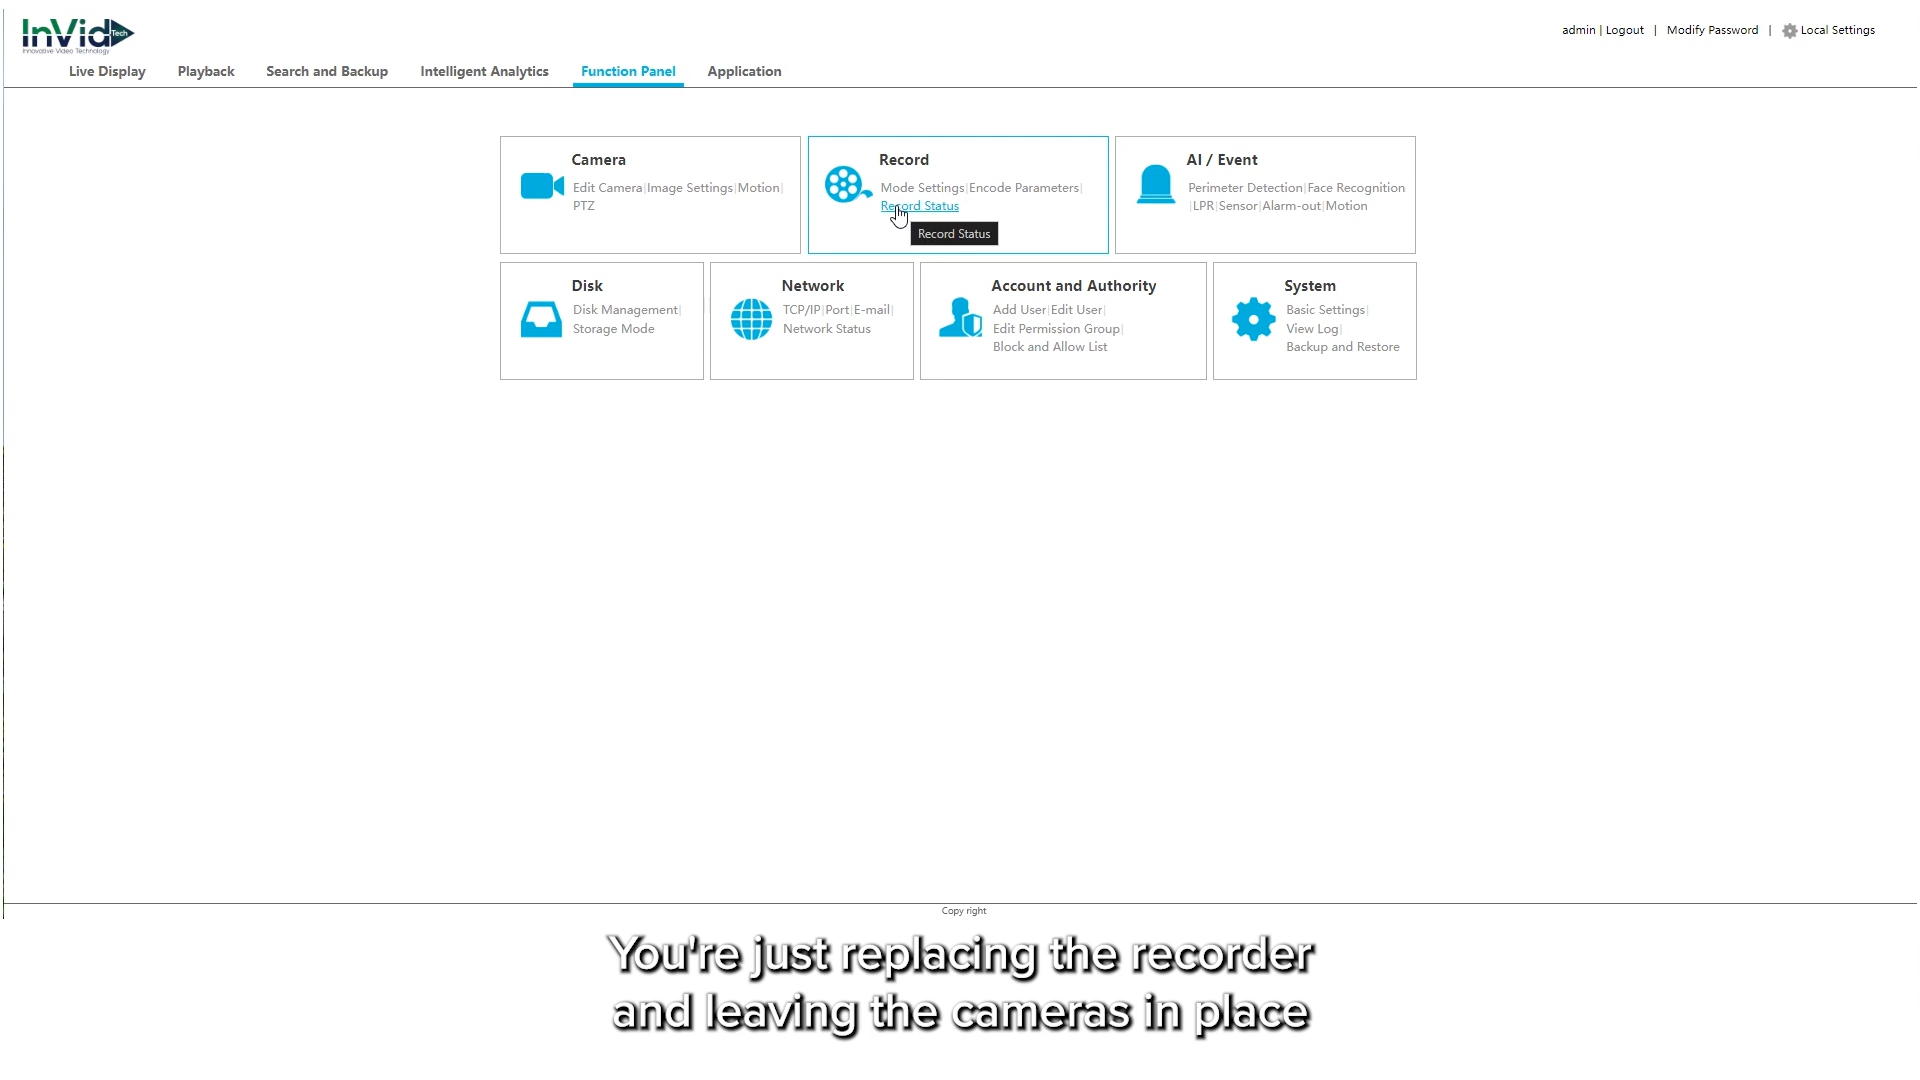 InVid Tech
Innovative Video Technology
admin | Logout | Modify Password | Local Settings
Live Display Playback Search and Backup Intelligent Analytics Function Panel Application
Camera
Edit Camera|Image Settings|Motion|
PTZ
Record
Mode Settings|Encode Parameters|
Record Status
Record Status
AI / Event
Perimeter Detection|Face Recognition
|LPR|Sensor|Alarm-out|Motion
Disk
Disk Management|
Storage Mode
Network
TCP/IP|Port|E-mail|
Network Status
Account and Authority
Add User|Edit User|
Edit Permission Group|
Block and Allow List
System
Basic Settings|
View Log|
Backup and Restore
Copy right
You're just replacing the recorder
and leaving the cameras in place